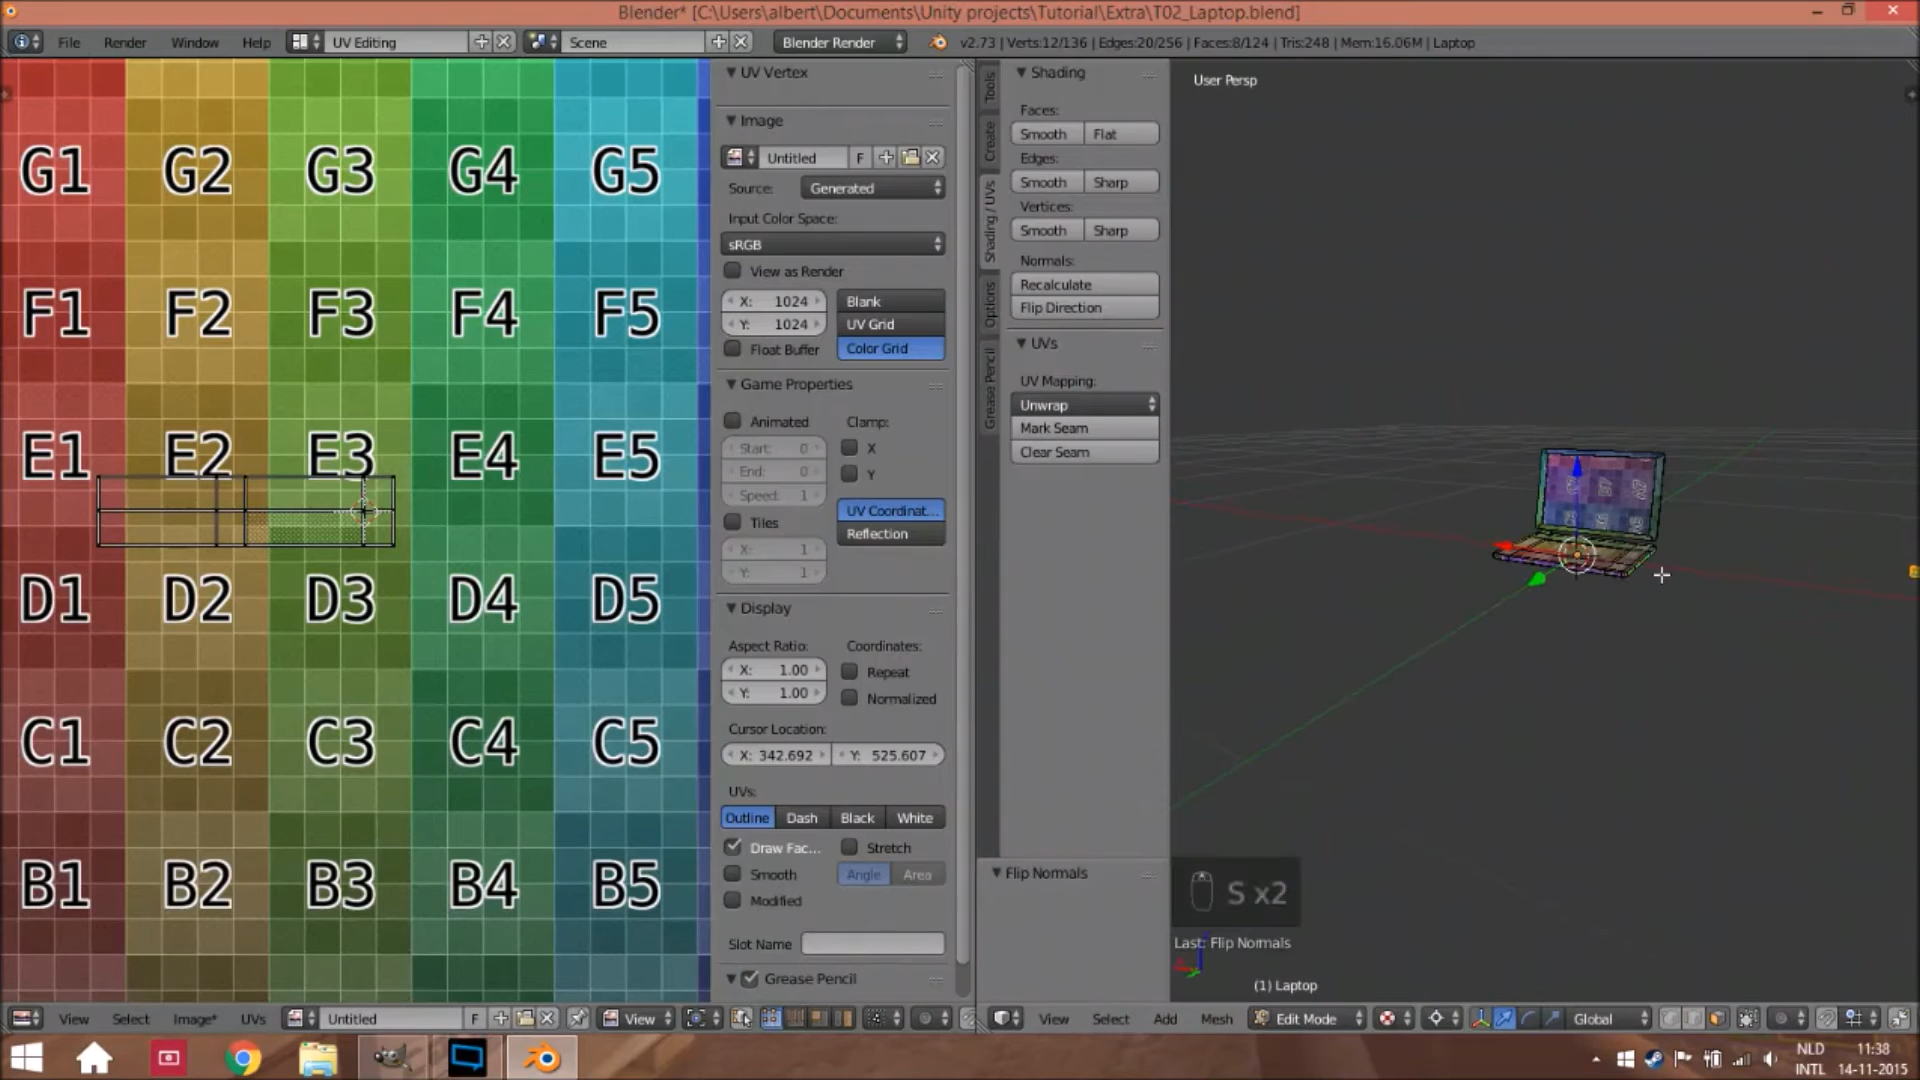 Blender* [C:\Users\albert\Documents\Unity projects\Tutorial\Extra\T02_Laptop.blend]
File Render Window Help UV Editing Scene Blender Render v2.73 | Verts:12/136 | Edges:20/256 | Faces:8/124 | Tris:248 | Mem:16.06M | Laptop
G1 G2 G3 G4 G5
F1 F2 F3 F4 F5
E1 E2 E3 E4 E5
D1 D2 D3 D4 D5
C1 C2 C3 C4 C5
B1 B2 B3 B4 B5
UV Vertex
Image
Untitled F
Source: Generated
Input Color Space:
sRGB
View as Render
X: 1024 Blank
Y: 1024 UV Grid
Float Buffer Color Grid
Game Properties
Animated Clamp:
Start: 0 X
End: 0 Y
Speed: 1
UV Coordinat...
Tiles Reflection
X: 1
Y: 1
Display
Aspect Ratio: Coordinates:
X: 1.00 Repeat
Y: 1.00 Normalized
Cursor Location:
X: 342.692 Y: 525.607
UVs:
Outline Dash Black White
Draw Fac... Stretch
Smooth Angle Area
Modified
Slot Name
Grease Pencil
Tools
Create
Shading / UVs
Options
Grease Pencil
Shading
Faces:
Smooth Flat
Edges:
Smooth Sharp
Vertices:
Smooth Sharp
Normals:
Recalculate
Flip Direction
UVs
UV Mapping:
Unwrap
Mark Seam
Clear Seam
Flip Normals
User Persp
S x2
Last: Flip Normals
(1) Laptop
View Select Image* UVs Untitled F View
View Select Add Mesh Edit Mode Global
NLD 11:38
INTL 14-11-2015